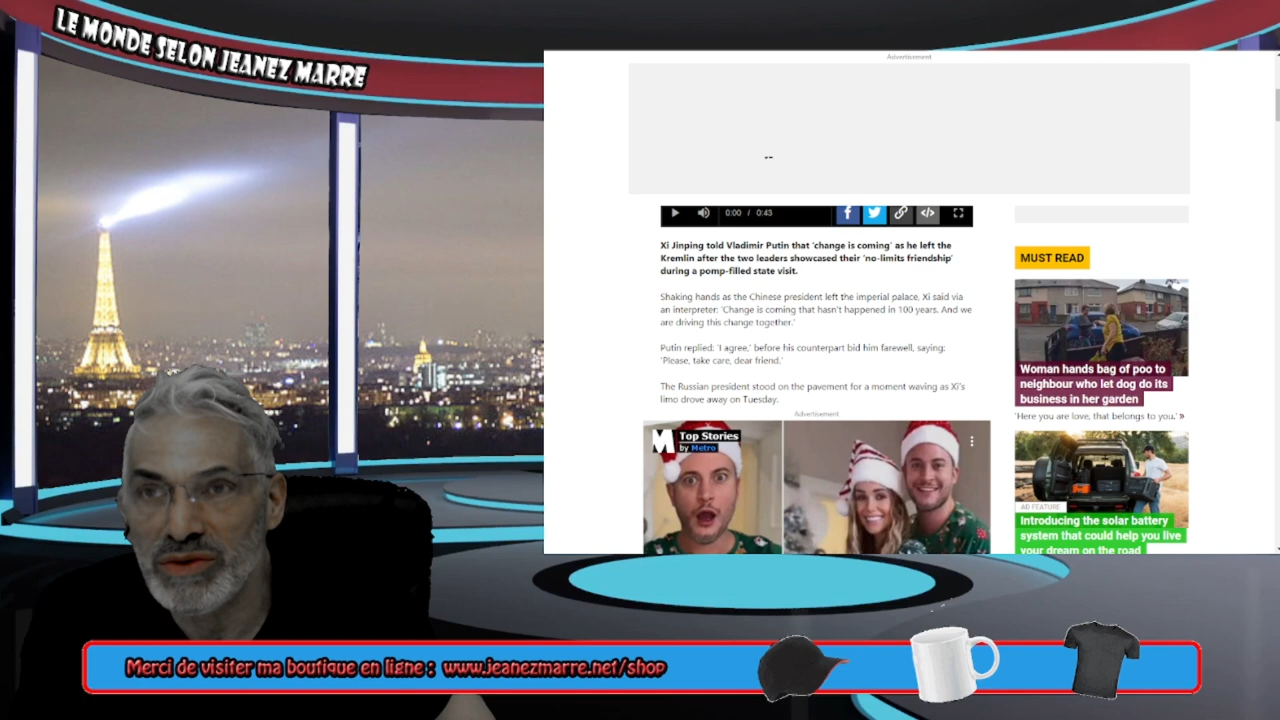 LE MONDE SELON JEANEZ MARRE
Advertisement
--
0:00 / 0:43
Xi Jinping told Vladimir Putin that 'change is coming' as he left the
Kremlin after the two leaders showcased their 'no-limits friendship'
during a pomp-filled state visit.
Shaking hands as the Chinese president left the imperial palace, Xi said via
an interpreter: 'Change is coming that hasn't happened in 100 years. And we
are driving this change together.'
Putin replied: 'I agree,' before his counterpart bid him farewell, saying:
'Please, take care, dear friend.'
The Russian president stood on the pavement for a moment waving as Xi's
limo drove away on Tuesday.
Advertisement
M Top Stories
by Metro
MUST READ
Woman hands bag of poo to
neighbour who let dog do its
business in her garden
'Here you are love, that belongs to you.' »
AD FEATURE
Introducing the solar battery
system that could help you live
your dream on the road
Merci de visiter ma boutique en ligne : www.jeanezmarre.net/shop